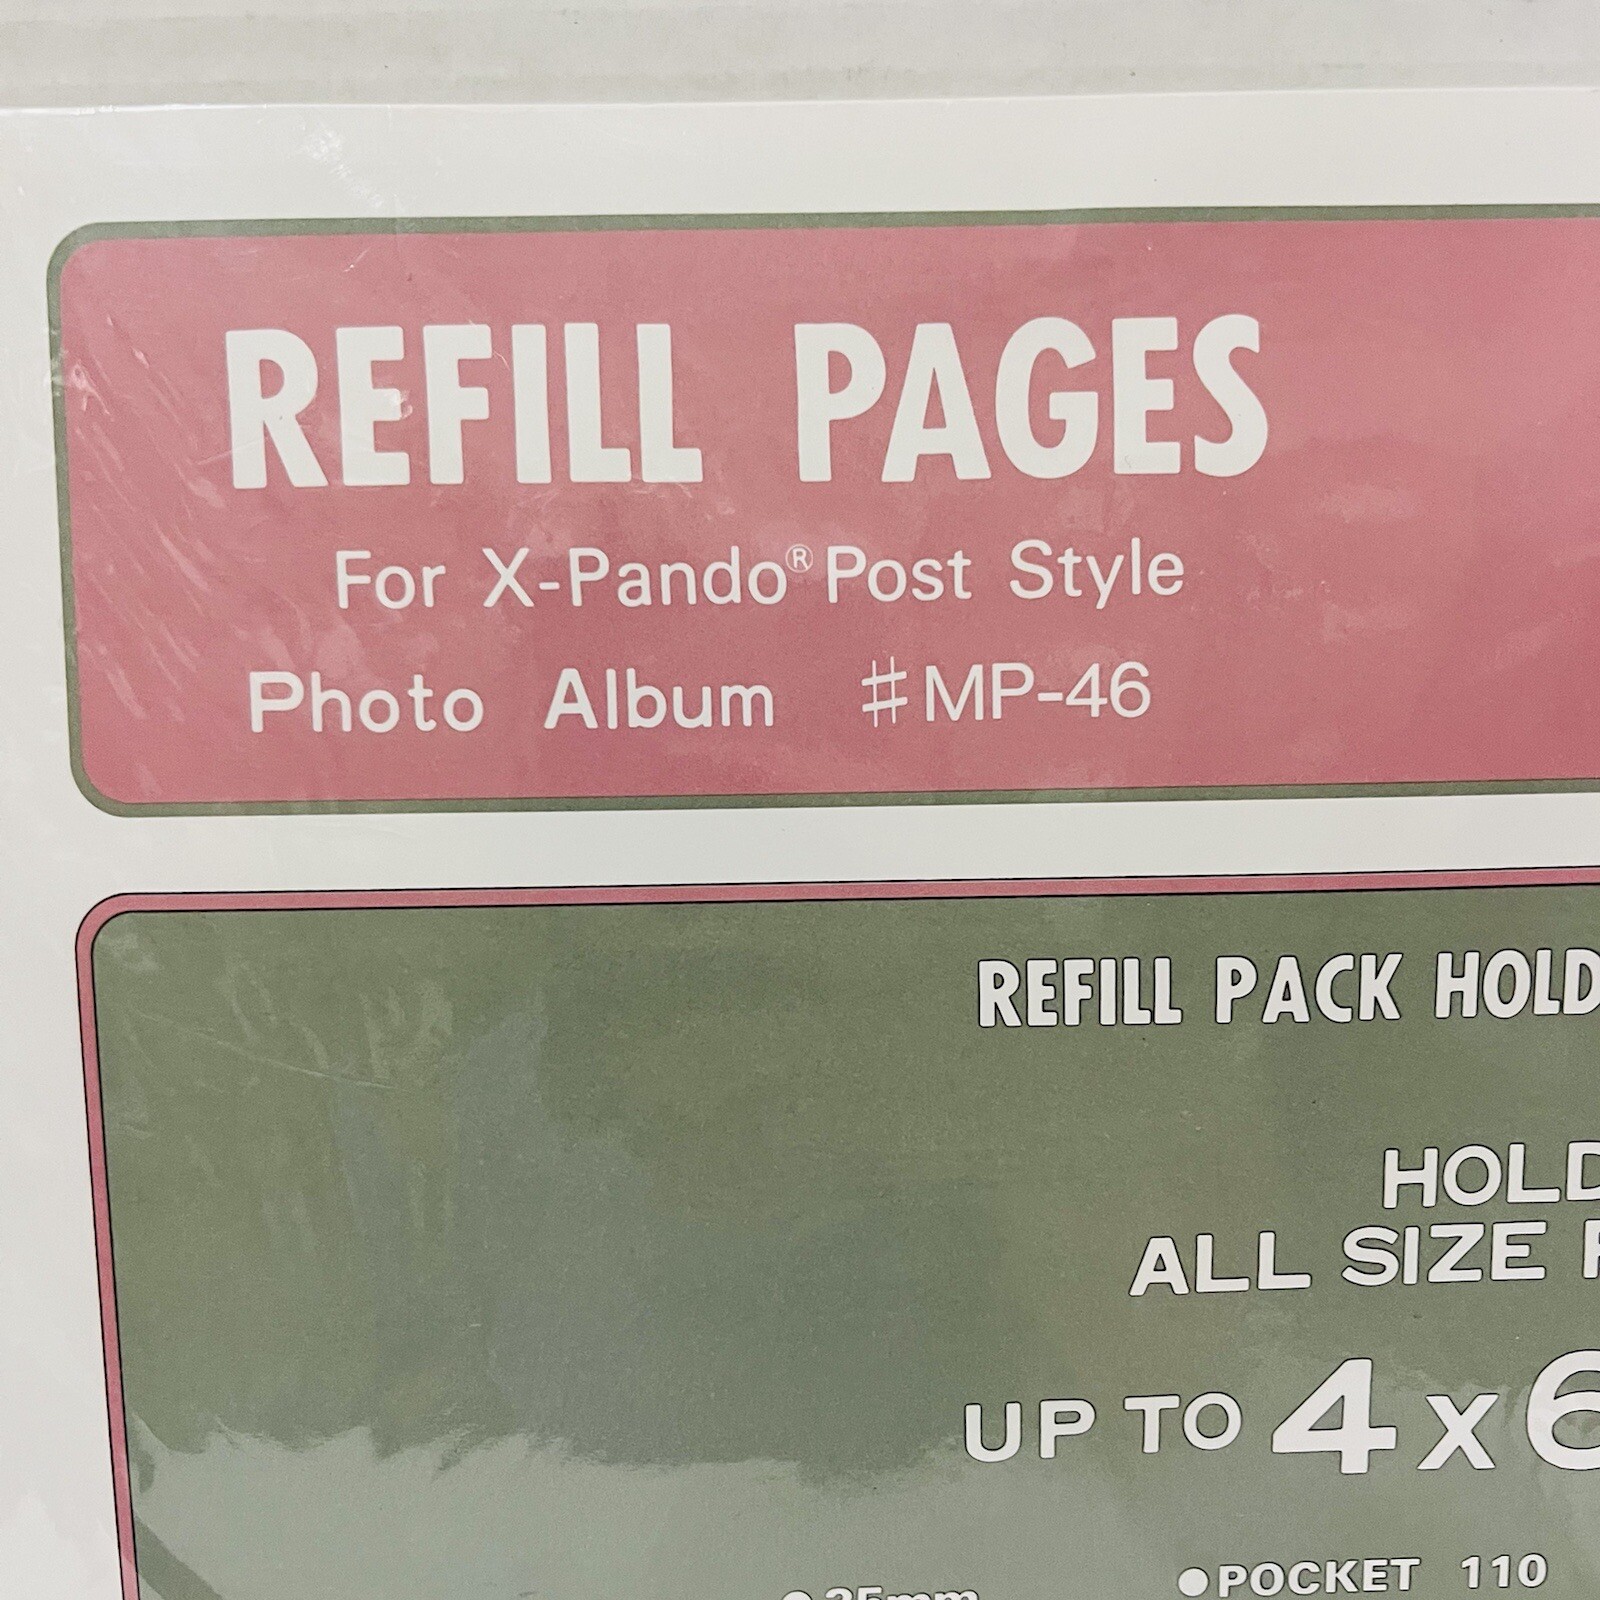 REFILL PAGES
For X-Pando® Post Style
Photo Album #MP-46
REFILL PACK HOLD
HOLD
ALL SIZE
UP TO 4 x 6
●POCKET 110
●35mm